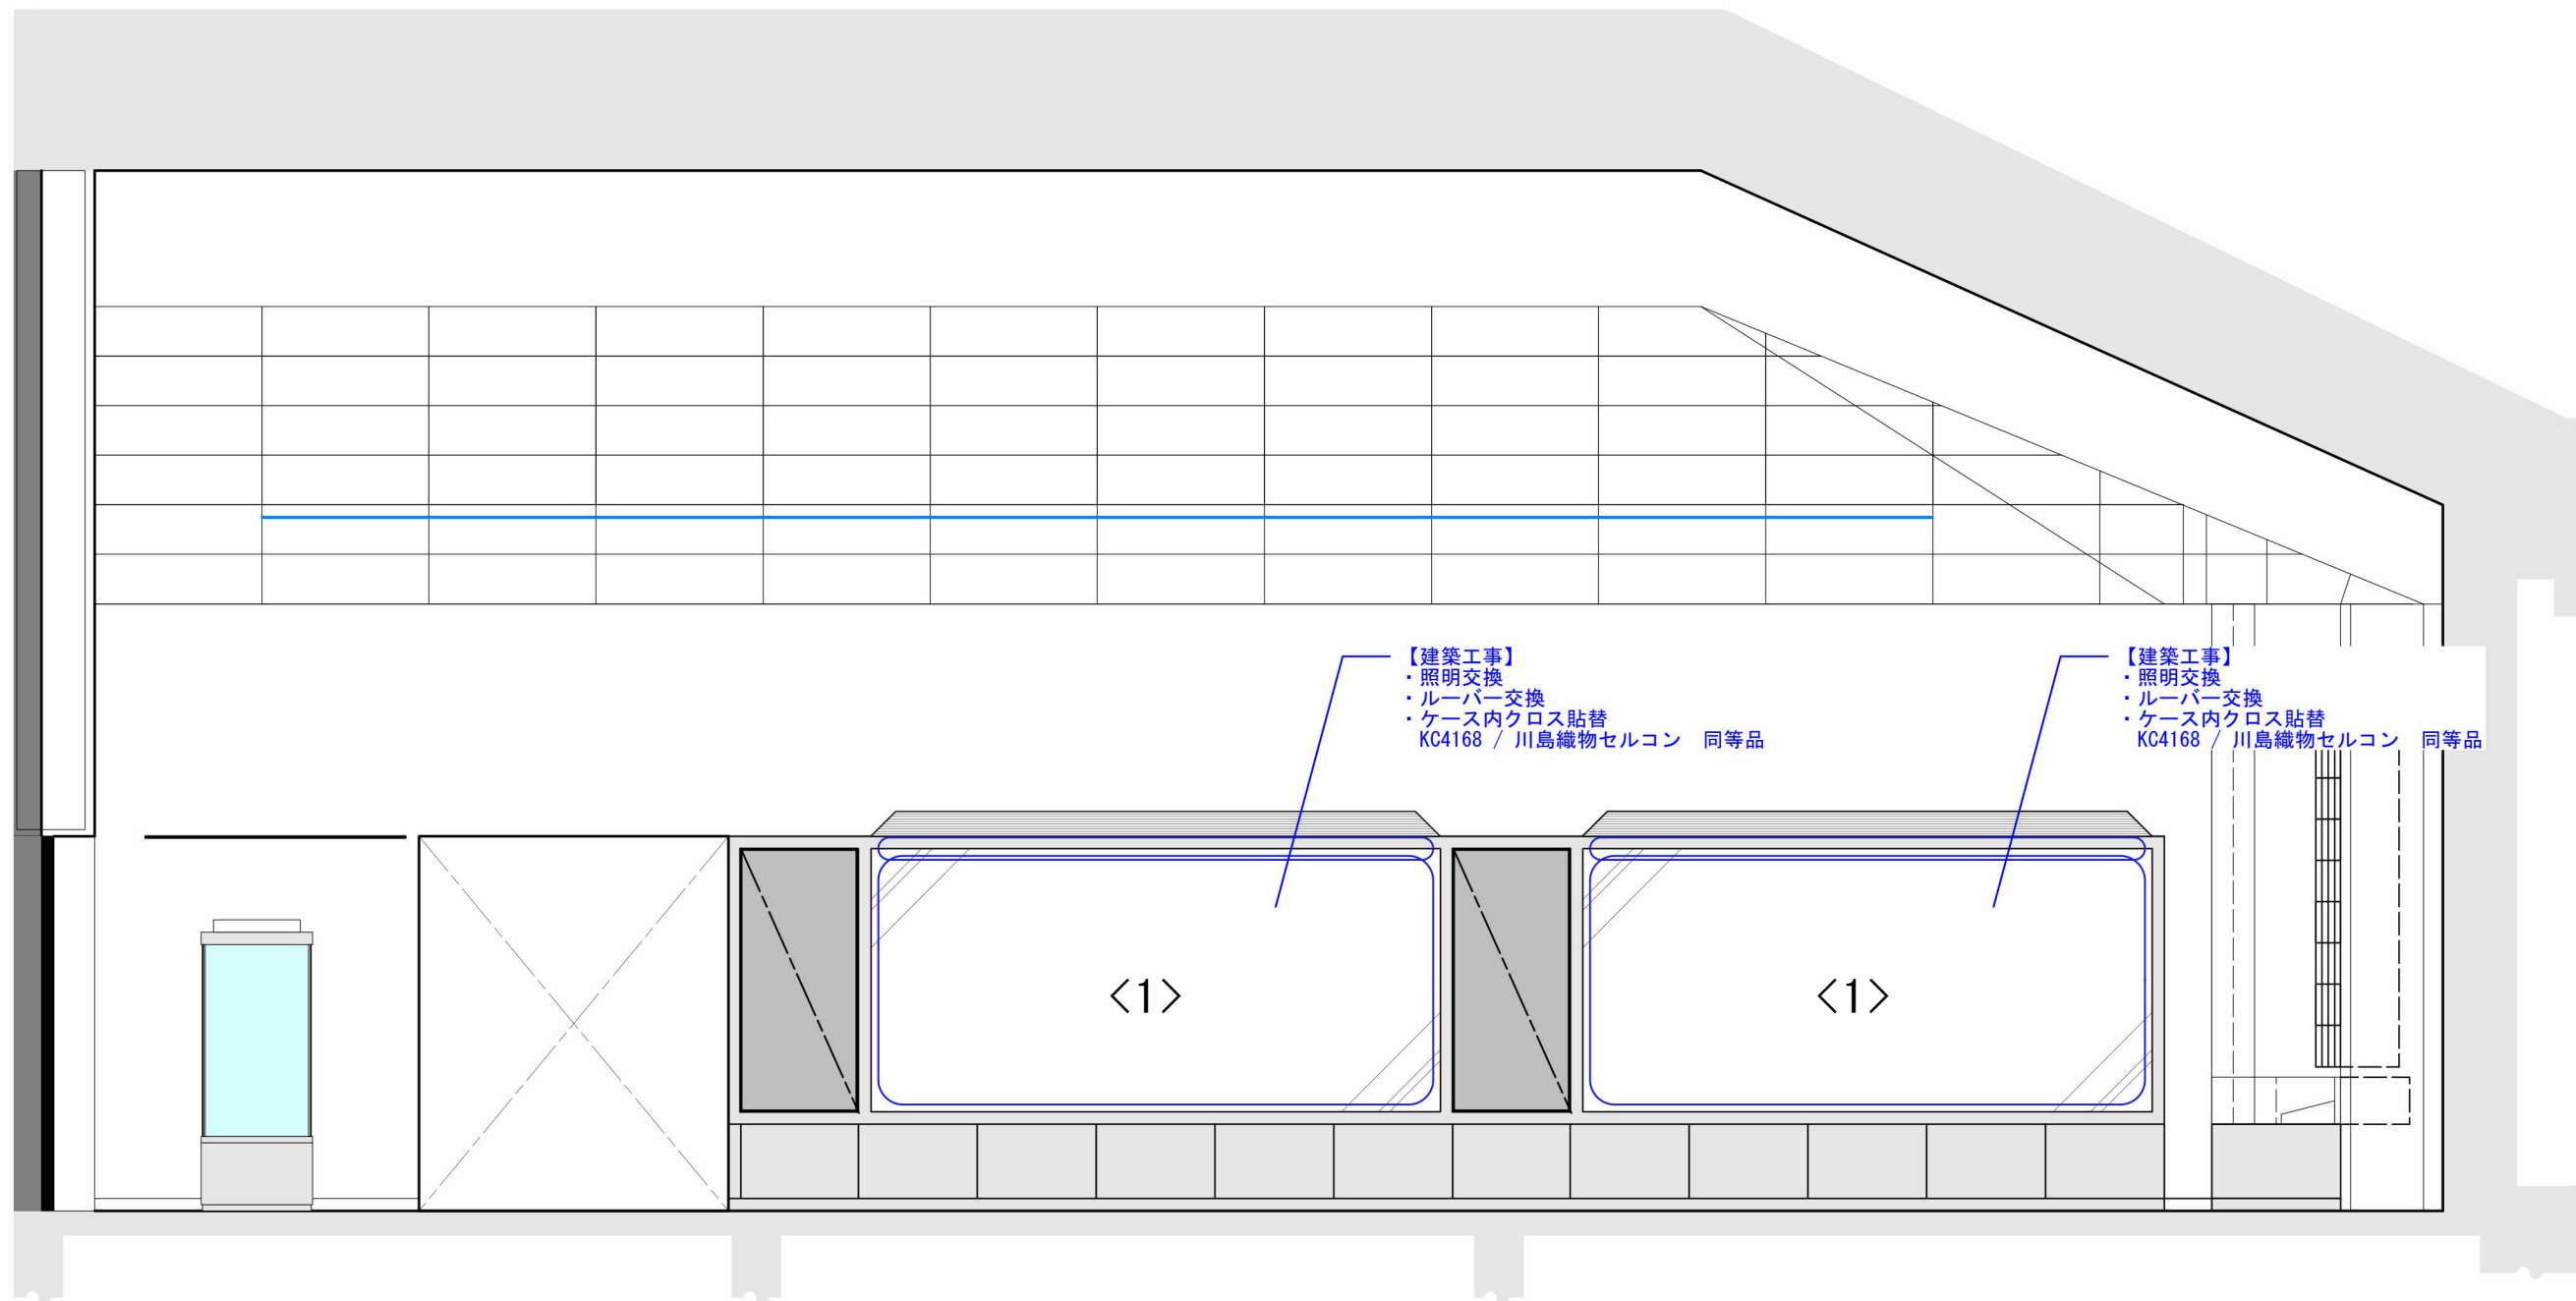 【建築工事】
・照明交換
・ルーバー交換
・ケース内クロス貼替
KC4168 / 川島織物セルコン　同等品
【建築工事】
・照明交換
・ルーバー交換
・ケース内クロス貼替
KC4168 / 川島織物セルコン　同等品
<1>
<1>